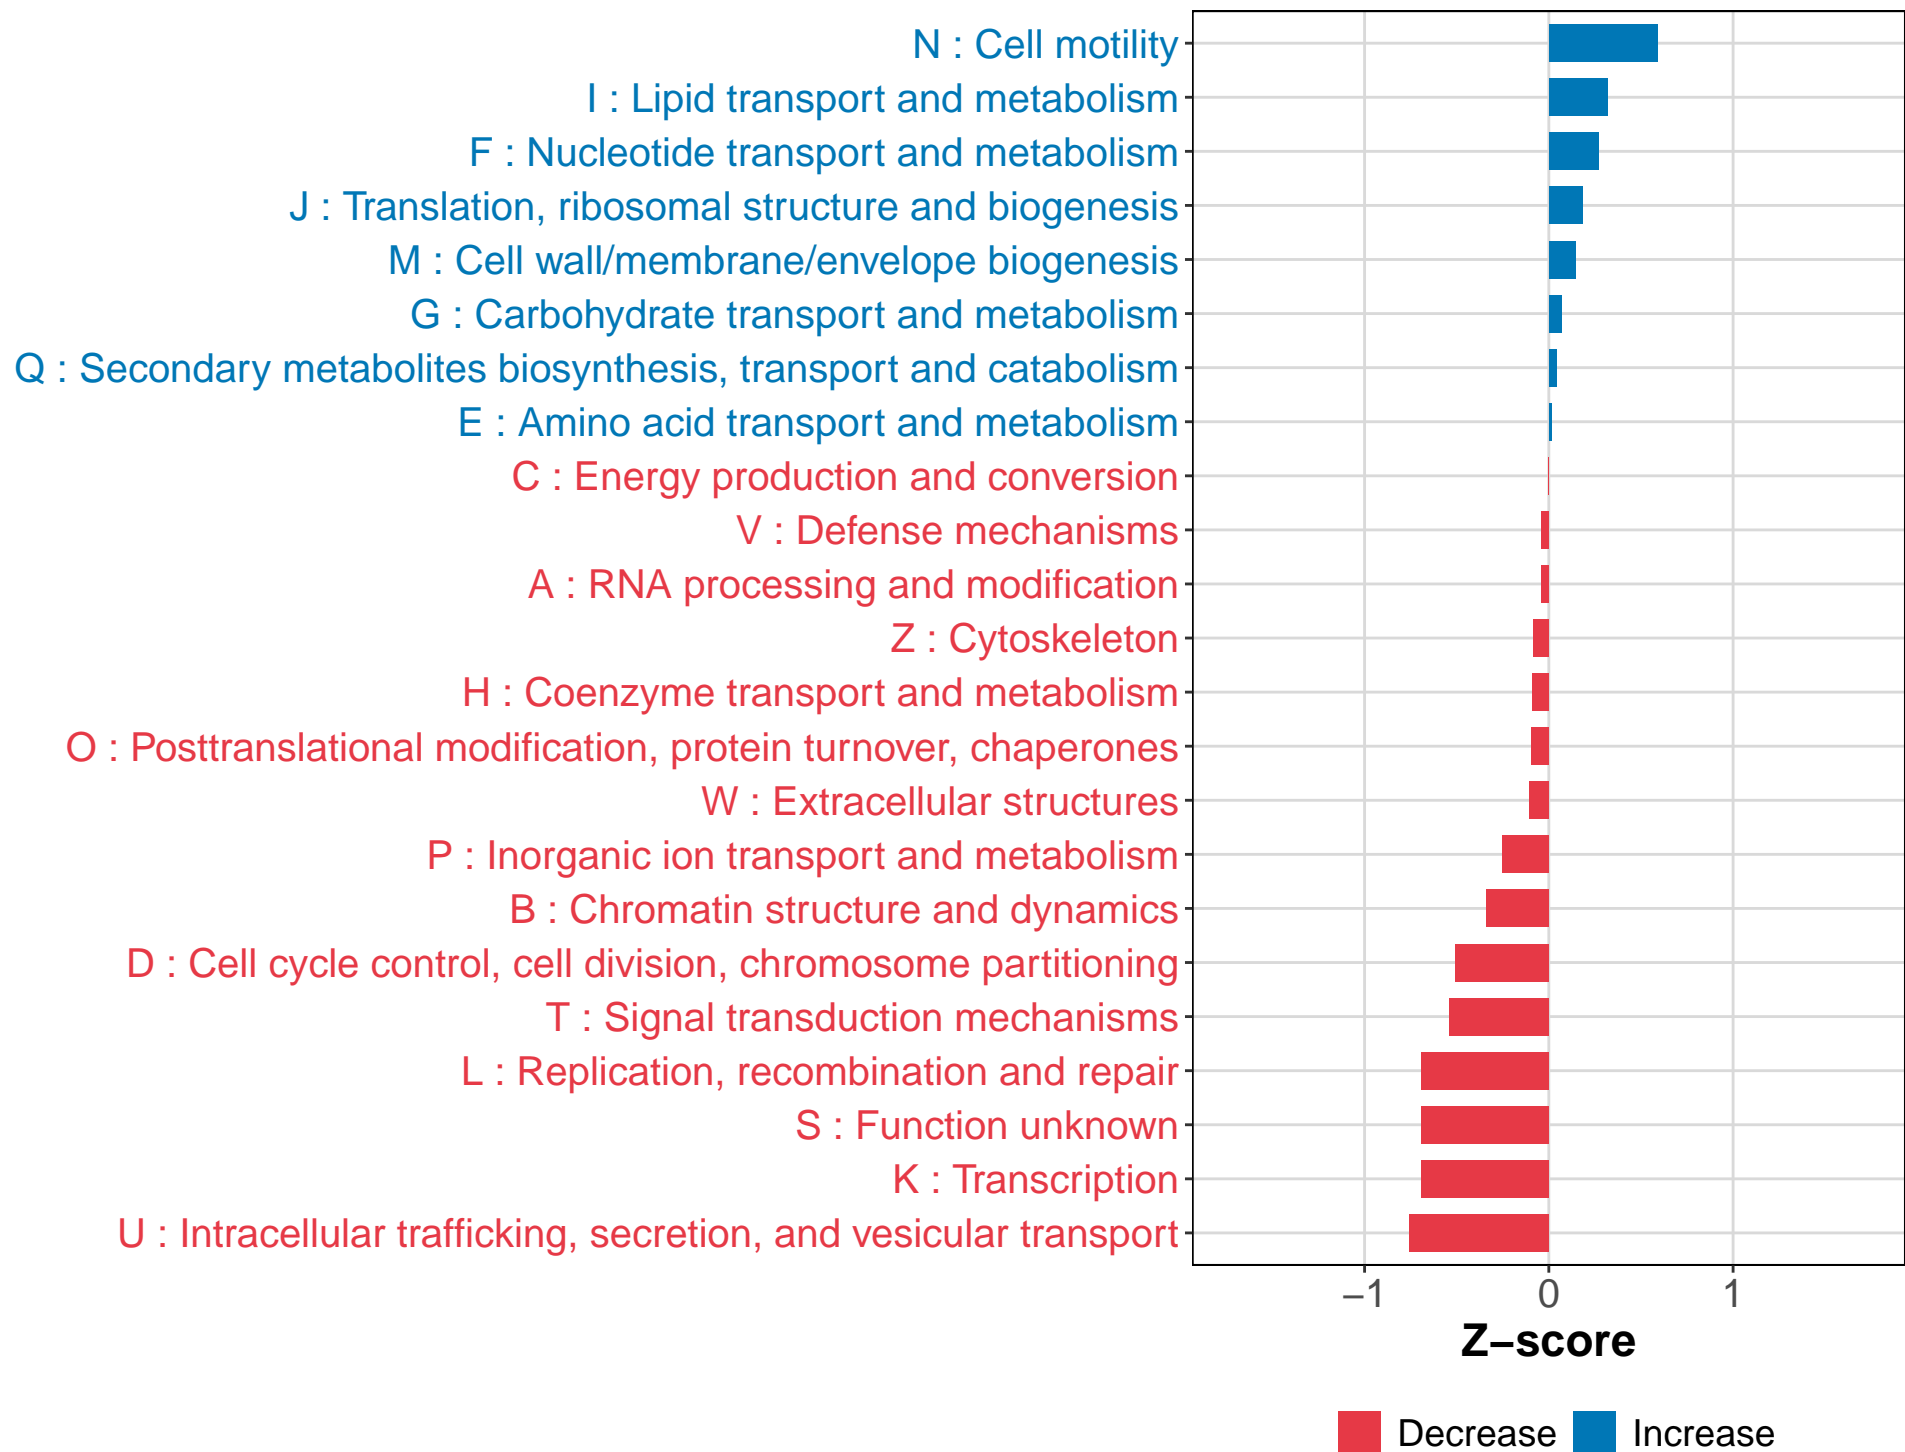 N : Cell motility
I : Lipid transport and metabolism
F : Nucleotide transport and metabolism
J : Translation, ribosomal structure and biogenesis
M : Cell wall/membrane/envelope biogenesis
G : Carbohydrate transport and metabolism
Q : Secondary metabolites biosynthesis, transport and catabolism
E : Amino acid transport and metabolism
C : Energy production and conversion
V : Defense mechanisms
A : RNA processing and modification
Z : Cytoskeleton
H : Coenzyme transport and metabolism
O : Posttranslational modification, protein turnover, chaperones
W : Extracellular structures
P : Inorganic ion transport and metabolism
B : Chromatin structure and dynamics
D : Cell cycle control, cell division, chromosome partitioning
T : Signal transduction mechanisms
L : Replication, recombination and repair
S : Function unknown
K : Transcription
U : Intracellular trafficking, secretion, and vesicular transport
−1 0 1
Z−score
Decrease Increase